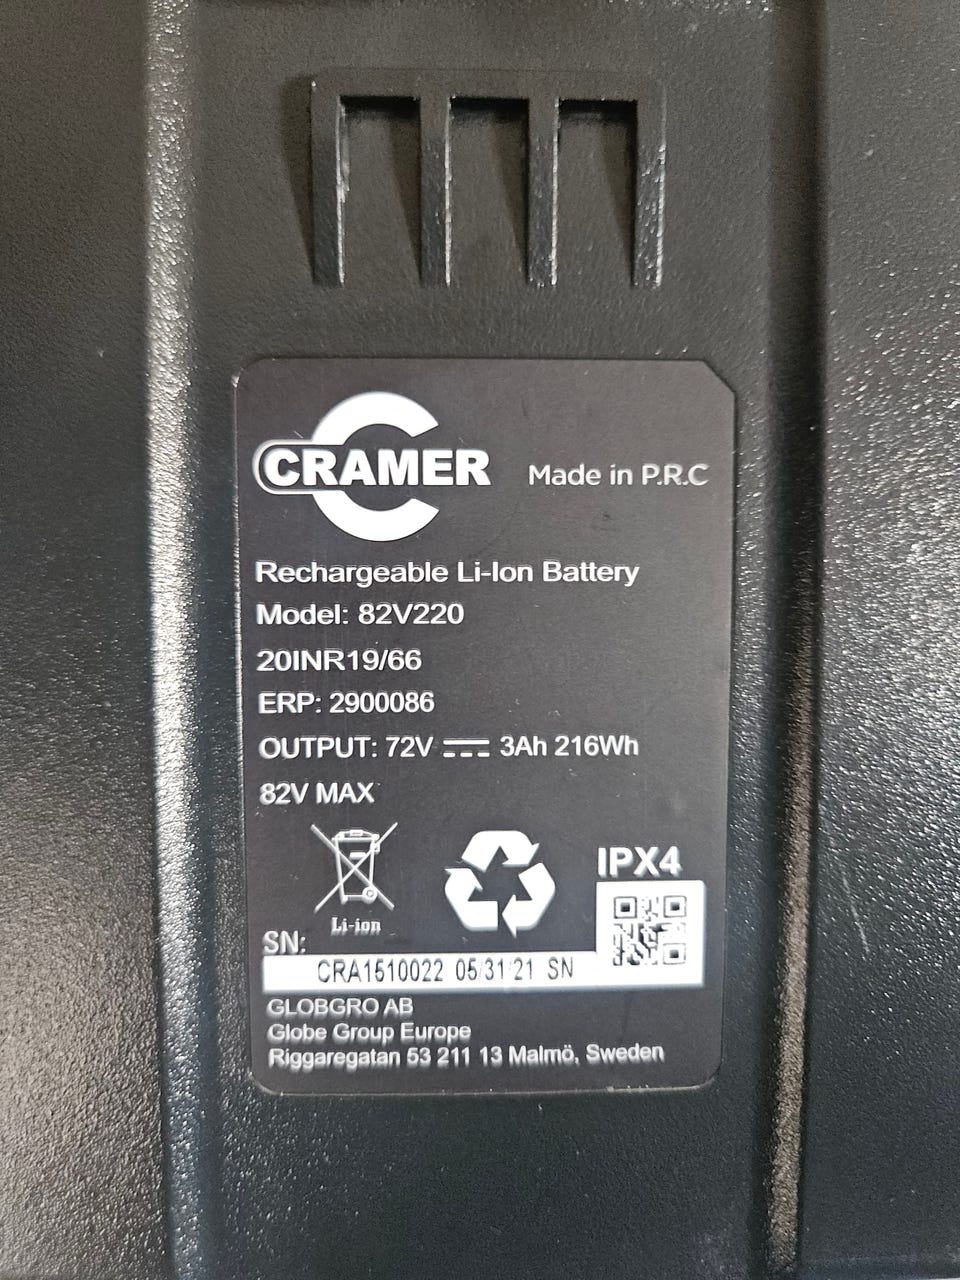 CRAMER Made in P.R.C
Rechargeable Li-Ion Battery
Model: 82V220
20INR19/66
ERP: 2900086
OUTPUT: 72V 3Ah 216Wh
82V MAX
IPX4
Li-ion
SN:
CRA1510022 05/31/21 SN
GLOBGRO AB
Globe Group Europe
Riggaregatan 53 211 13 Malmö, Sweden